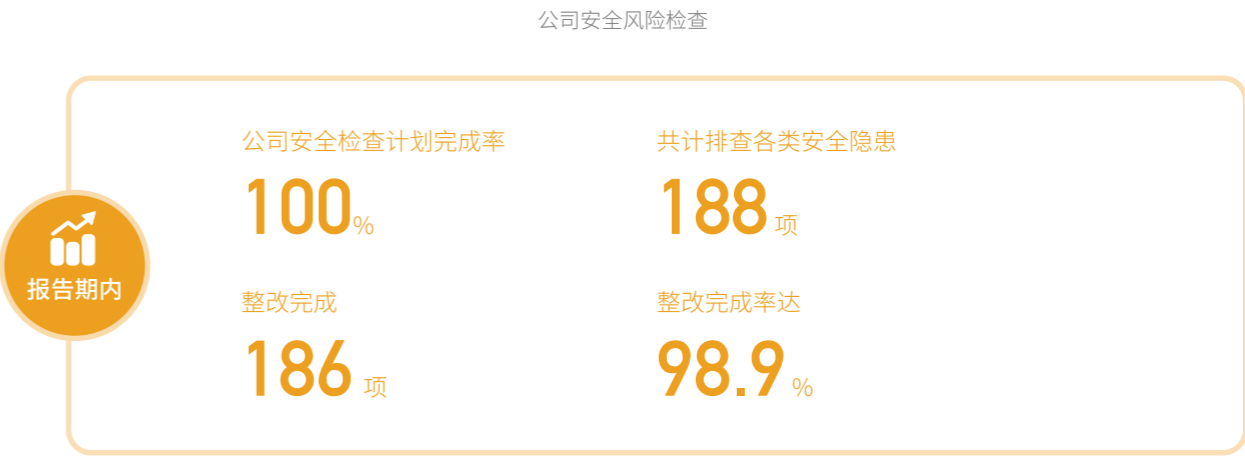 公司安全风险检查
报告期内
公司安全检查计划完成率
100%
共计排查各类安全隐患
188 项
整改完成
186 项
整改完成率达
98.9 %